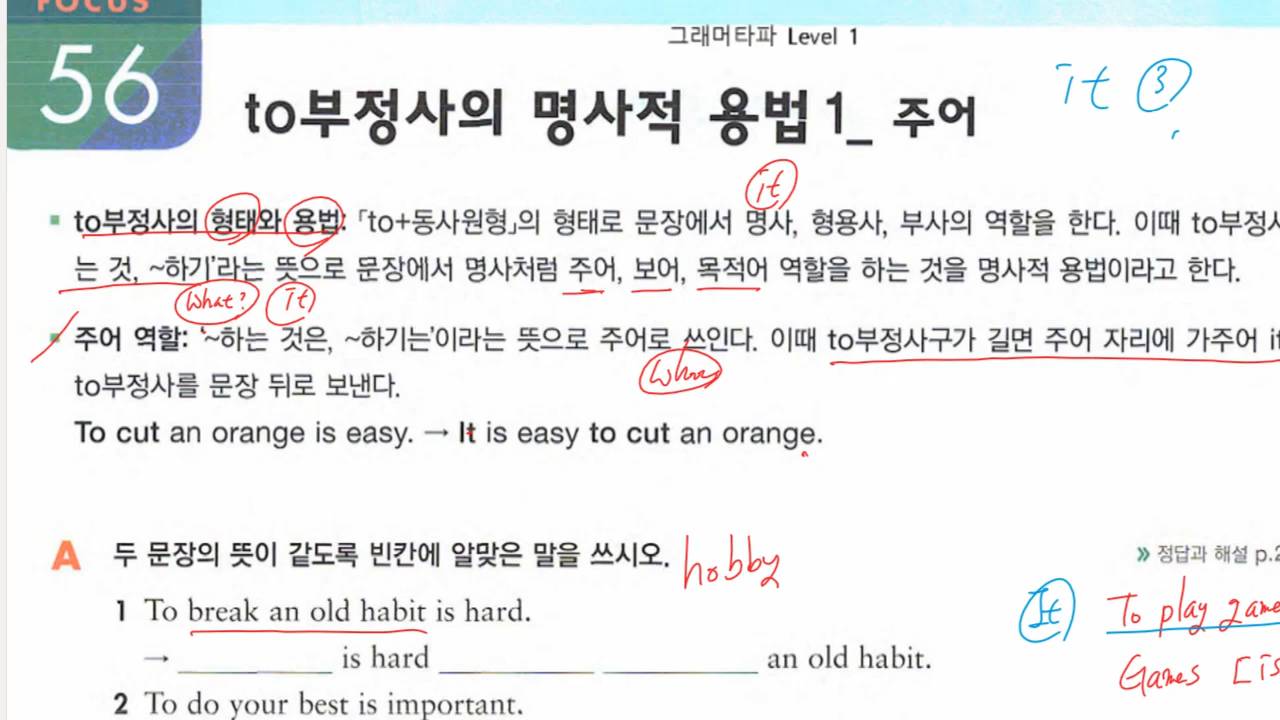 FOCUS
56
그래머타파 Level 1
it ③
to부정사의 명사적 용법1_ 주어
it
to부정사의 형태와 용법: 「to+동사원형」의 형태로 문장에서 명사, 형용사, 부사의 역할을 한다. 이때 to부정사
는 것, ~하기'라는 뜻으로 문장에서 명사처럼 주어, 보어, 목적어 역할을 하는 것을 명사적 용법이라고 한다.
What? it
주어 역할: '~하는 것은, ~하기는'이라는 뜻으로 주어로 쓰인다. 이때 to부정사구가 길면 주어 자리에 가주어 it
to부정사를 문장 뒤로 보낸다.
To cut an orange is easy. → It is easy to cut an orange.
A 두 문장의 뜻이 같도록 빈칸에 알맞은 말을 쓰시오. hobby
» 정답과 해설 p.2
1 To break an old habit is hard.
It To play game
→ ________ is hard ________ ________ an old habit.
Games [is
2 To do your best is important.